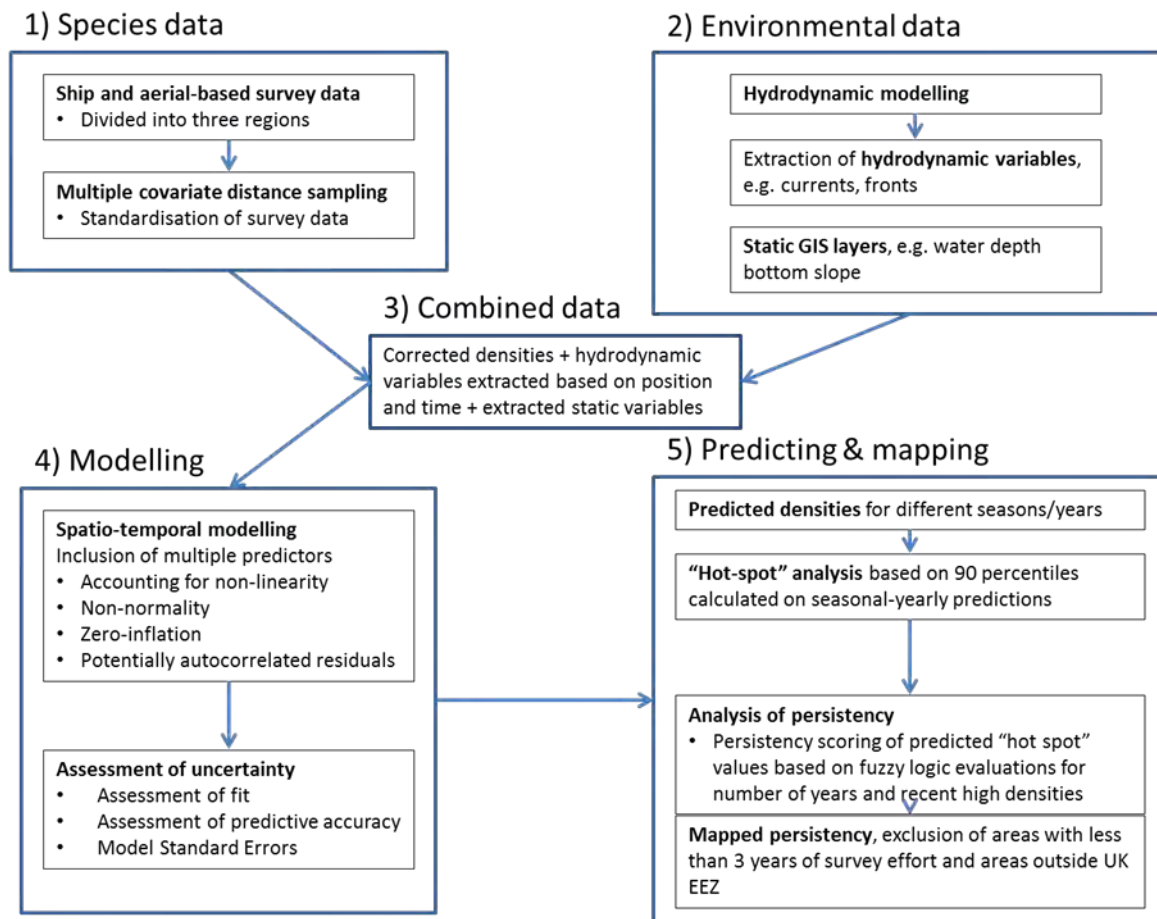 1) Species data
Ship and aerial-based survey data
• Divided into three regions
Multiple covariate distance sampling
• Standardisation of survey data
2) Environmental data
Hydrodynamic modelling
Extraction of hydrodynamic variables,
e.g. currents, fronts
Static GIS layers, e.g. water depth
bottom slope
3) Combined data
Corrected densities + hydrodynamic
variables extracted based on position
and time + extracted static variables
4) Modelling
Spatio-temporal modelling
Inclusion of multiple predictors
• Accounting for non-linearity
• Non-normality
• Zero-inflation
• Potentially autocorrelated residuals
Assessment of uncertainty
• Assessment of fit
• Assessment of predictive accuracy
• Model Standard Errors
5) Predicting & mapping
Predicted densities for different seasons/years
“Hot-spot” analysis based on 90 percentiles
calculated on seasonal-yearly predictions
Analysis of persistency
• Persistency scoring of predicted “hot spot”
values based on fuzzy logic evaluations for
number of years and recent high densities
Mapped persistency, exclusion of areas with less
than 3 years of survey effort and areas outside UK
EEZ